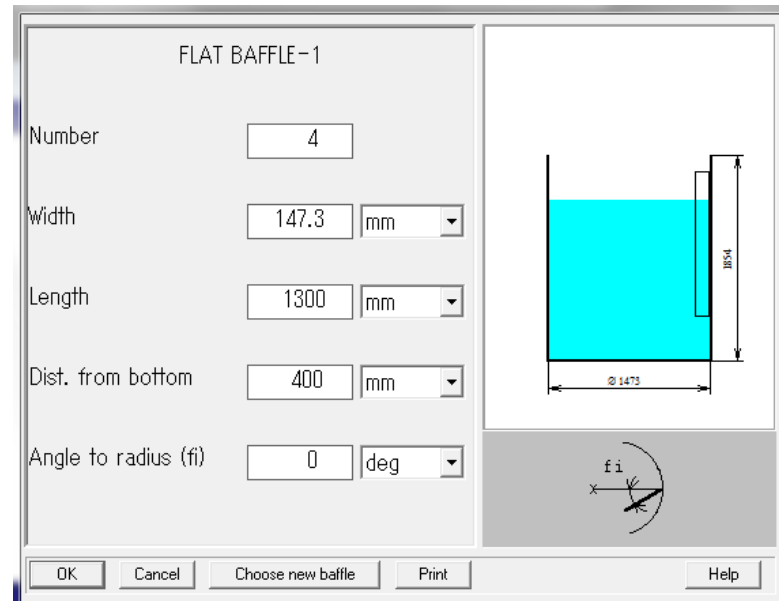 FLAT BAFFLE-1
Number 4
Width 147.3 mm
Length 1300 mm
Dist. from bottom 400 mm
Angle to radius (fi) 0 deg
1854
Ø 1473
fi
x
OK Cancel Choose new baffle Print Help